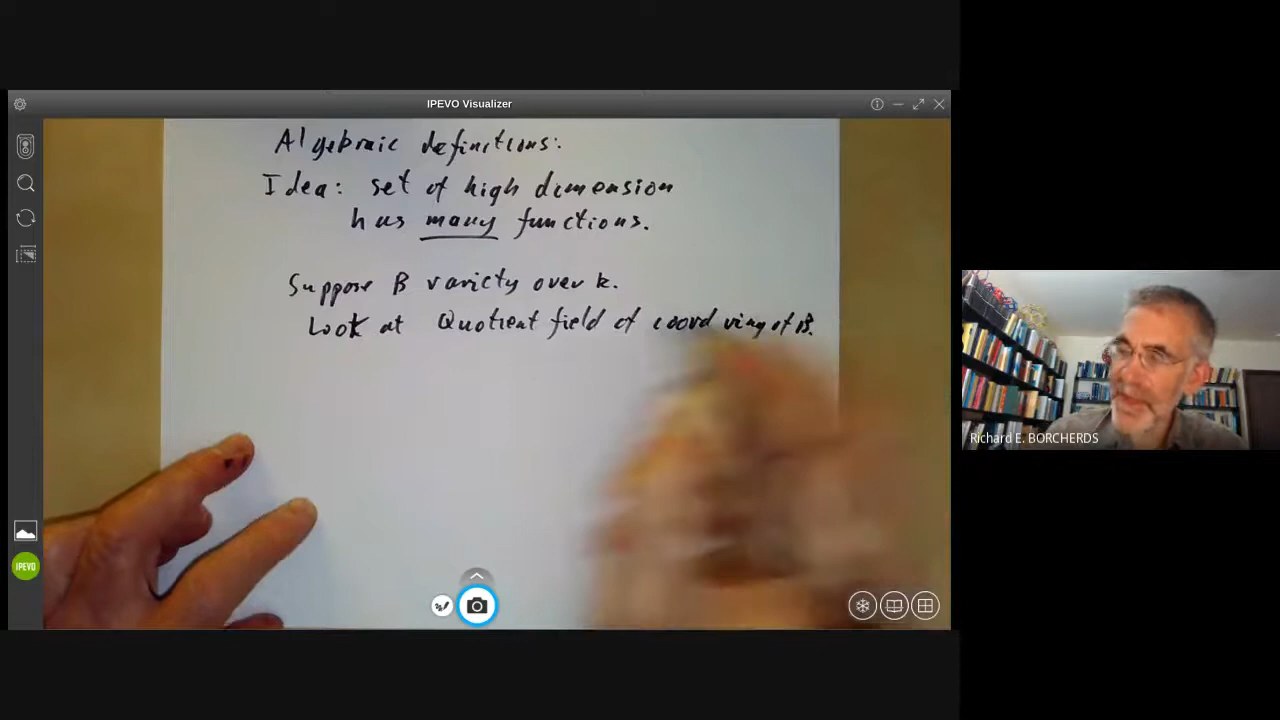 IPEVO Visualizer
Algebraic definitions:
Idea: set of high dimension
has many functions.
Suppose B variety over k.
Look at Quotient field of coord ring of B.
Richard E. BORCHERDS
IPEVO